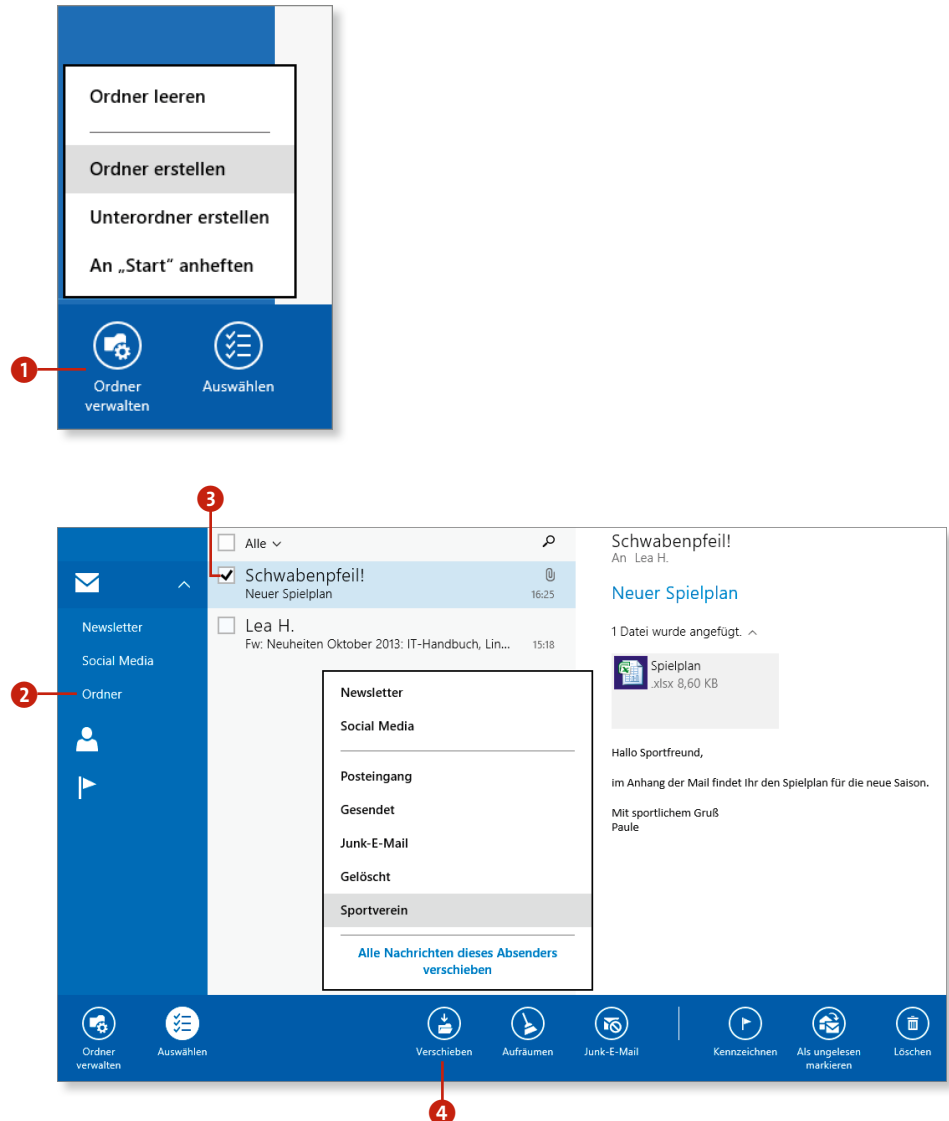 Ordner leeren
Ordner erstellen
Unterordner erstellen
An „Start“ anheften
1
Ordner
verwalten
Auswählen
3
Alle
Schwabenpfeil!
Neuer Spielplan 16:25
Lea H.
Fw: Neuheiten Oktober 2013: IT-Handbuch, Lin... 15:18
Newsletter
Social Media
2
Ordner
Newsletter
Social Media
Posteingang
Gesendet
Junk-E-Mail
Gelöscht
Sportverein
Alle Nachrichten dieses Absenders
verschieben
Schwabenpfeil!
An Lea H.
Neuer Spielplan
1 Datei wurde angefügt.
Spielplan
.xlsx 8,60 KB
Hallo Sportfreund,
im Anhang der Mail findet Ihr den Spielplan für die neue Saison.
Mit sportlichem Gruß
Paule
Ordner
verwalten
Auswählen
Verschieben
Aufräumen
Junk-E-Mail
Kennzeichnen
Als ungelesen
markieren
Löschen
4